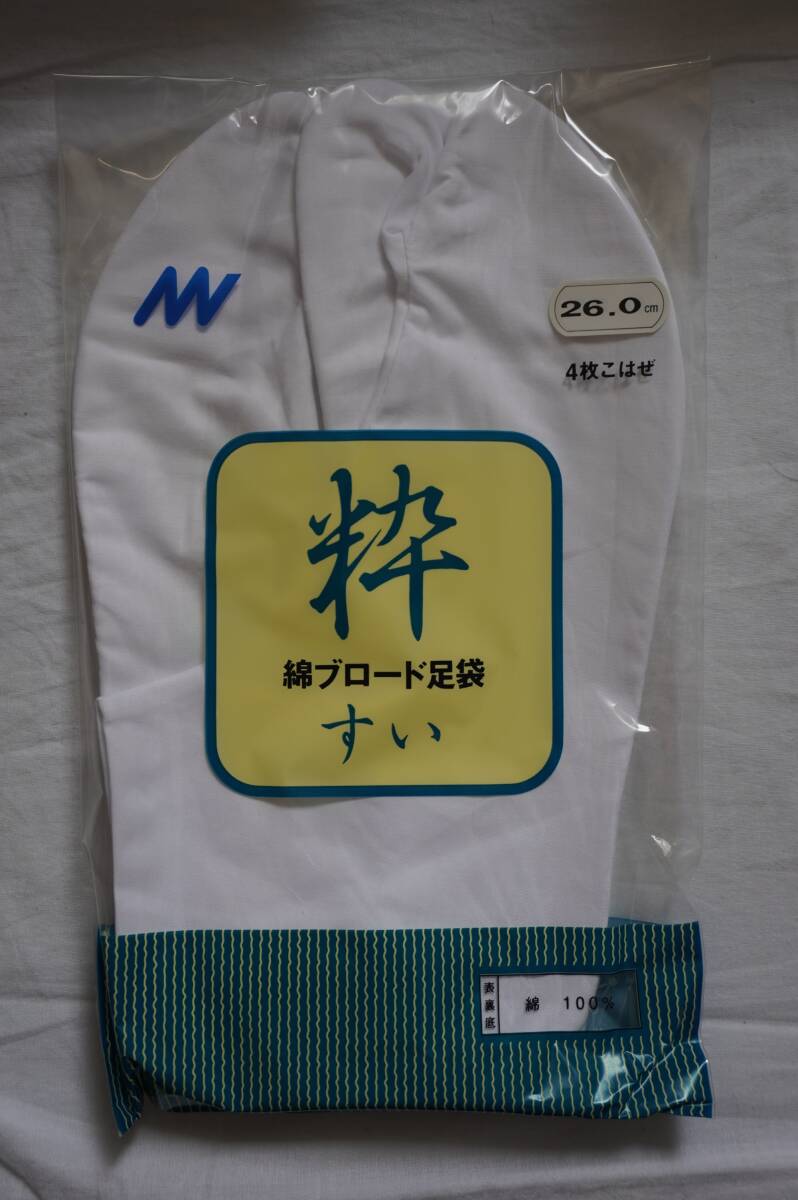 26.0cm
4枚こはぜ
粋
綿ブロード足袋
すい
表
裏
底
綿 100%